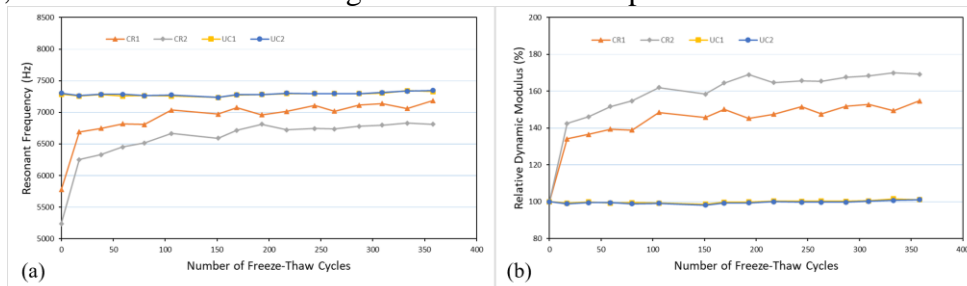 8500
8000
7500
7000
6500
6000
5500
5000
Resonant Frequency (Hz)
CR1 CR2 UC1 UC2
0 50 100 150 200 250 300 350 400
(a) Number of Freeze-Thaw Cycles
200
180
160
140
120
100
80
Relative Dynamic Modulus (%)
CR1 CR2 UC1 UC2
0 50 100 150 200 250 300 350 400
(b) Number of Freeze-Thaw Cycles